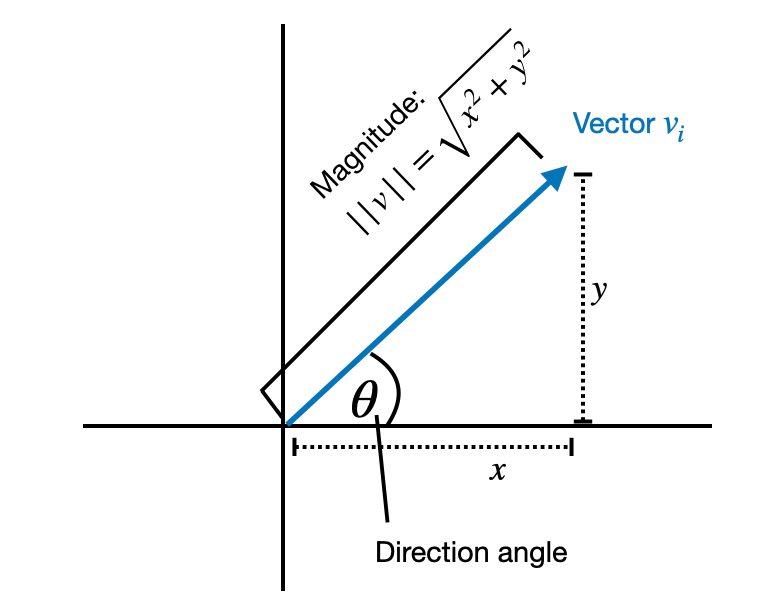 Magnitude:
||v|| = √x² + y²
Vector vᵢ
y
θ
x
Direction angle